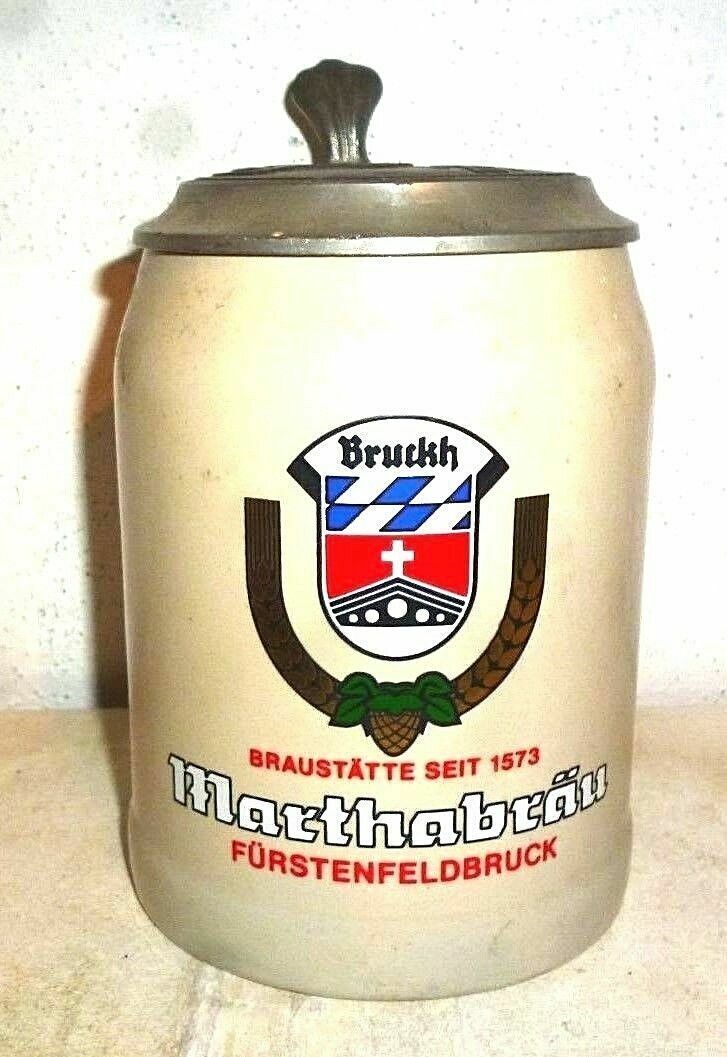 Bruckh
BRAUSTÄTTE SEIT 1573
Marthabräu
FÜRSTENFELDBRUCK